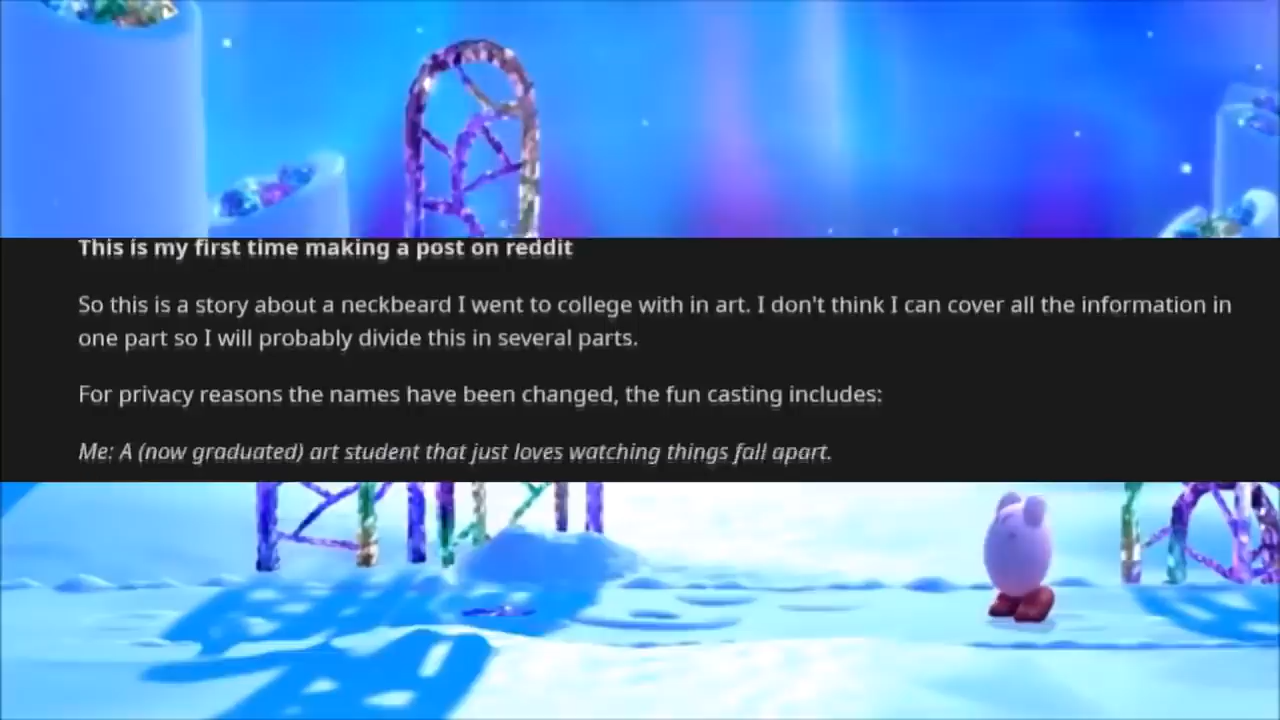 This is my first time making a post on reddit
So this is a story about a neckbeard I went to college with in art. I don't think I can cover all the information in
one part so I will probably divide this in several parts.
For privacy reasons the names have been changed, the fun casting includes:
Me: A (now graduated) art student that just loves watching things fall apart.